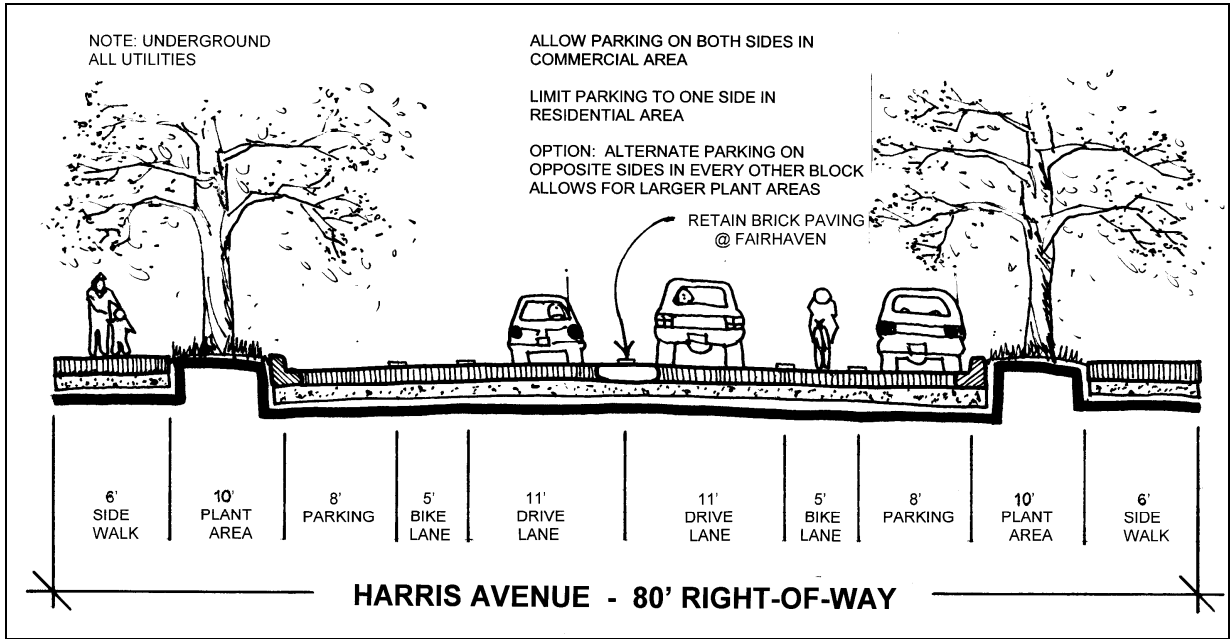 NOTE: UNDERGROUND
ALL UTILITIES
ALLOW PARKING ON BOTH SIDES IN
COMMERCIAL AREA
LIMIT PARKING TO ONE SIDE IN
RESIDENTIAL AREA
OPTION: ALTERNATE PARKING ON
OPPOSITE SIDES IN EVERY OTHER BLOCK
ALLOWS FOR LARGER PLANT AREAS
RETAIN BRICK PAVING
@ FAIRHAVEN
6'
SIDE
WALK
10'
PLANT
AREA
8'
PARKING
5'
BIKE
LANE
11'
DRIVE
LANE
11'
DRIVE
LANE
5'
BIKE
LANE
8'
PARKING
10'
PLANT
AREA
6'
SIDE
WALK
HARRIS AVENUE - 80' RIGHT-OF-WAY